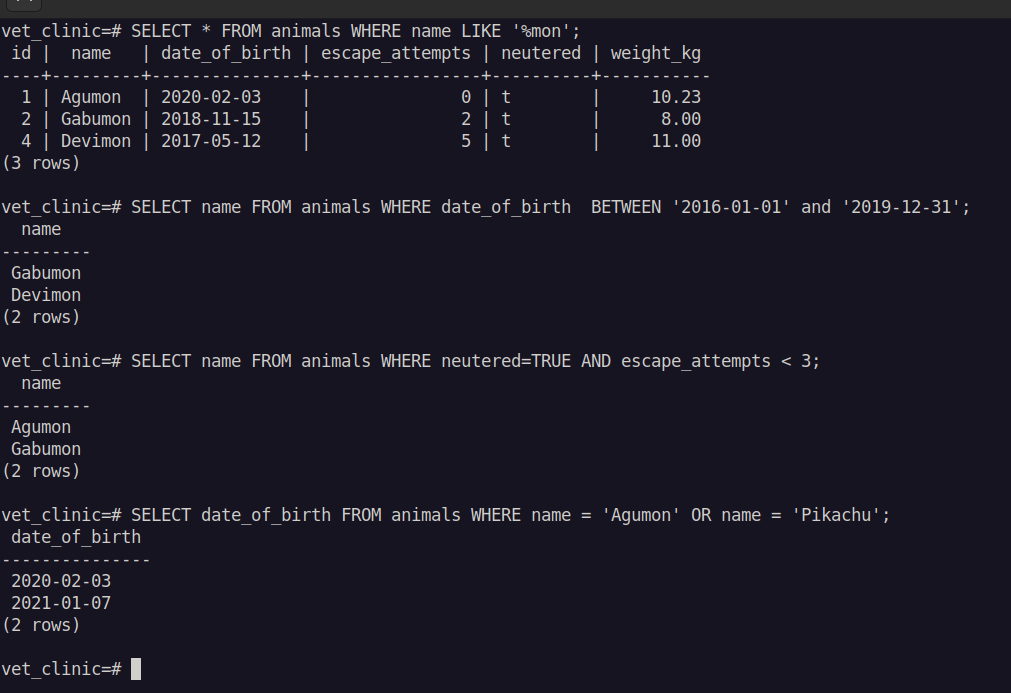 vet_clinic=# SELECT * FROM animals WHERE name LIKE '%mon';
 id |  name   | date_of_birth | escape_attempts | neutered | weight_kg
----+---------+---------------+-----------------+----------+-----------
  1 | Agumon  | 2020-02-03    |               0 | t        |     10.23
  2 | Gabumon | 2018-11-15    |               2 | t        |      8.00
  4 | Devimon | 2017-05-12    |               5 | t        |     11.00
(3 rows)

vet_clinic=# SELECT name FROM animals WHERE date_of_birth  BETWEEN '2016-01-01' and '2019-12-31';
  name
---------
 Gabumon
 Devimon
(2 rows)

vet_clinic=# SELECT name FROM animals WHERE neutered=TRUE AND escape_attempts < 3;
  name
---------
 Agumon
 Gabumon
(2 rows)

vet_clinic=# SELECT date_of_birth FROM animals WHERE name = 'Agumon' OR name = 'Pikachu';
 date_of_birth
---------------
 2020-02-03
 2021-01-07
(2 rows)

vet_clinic=#